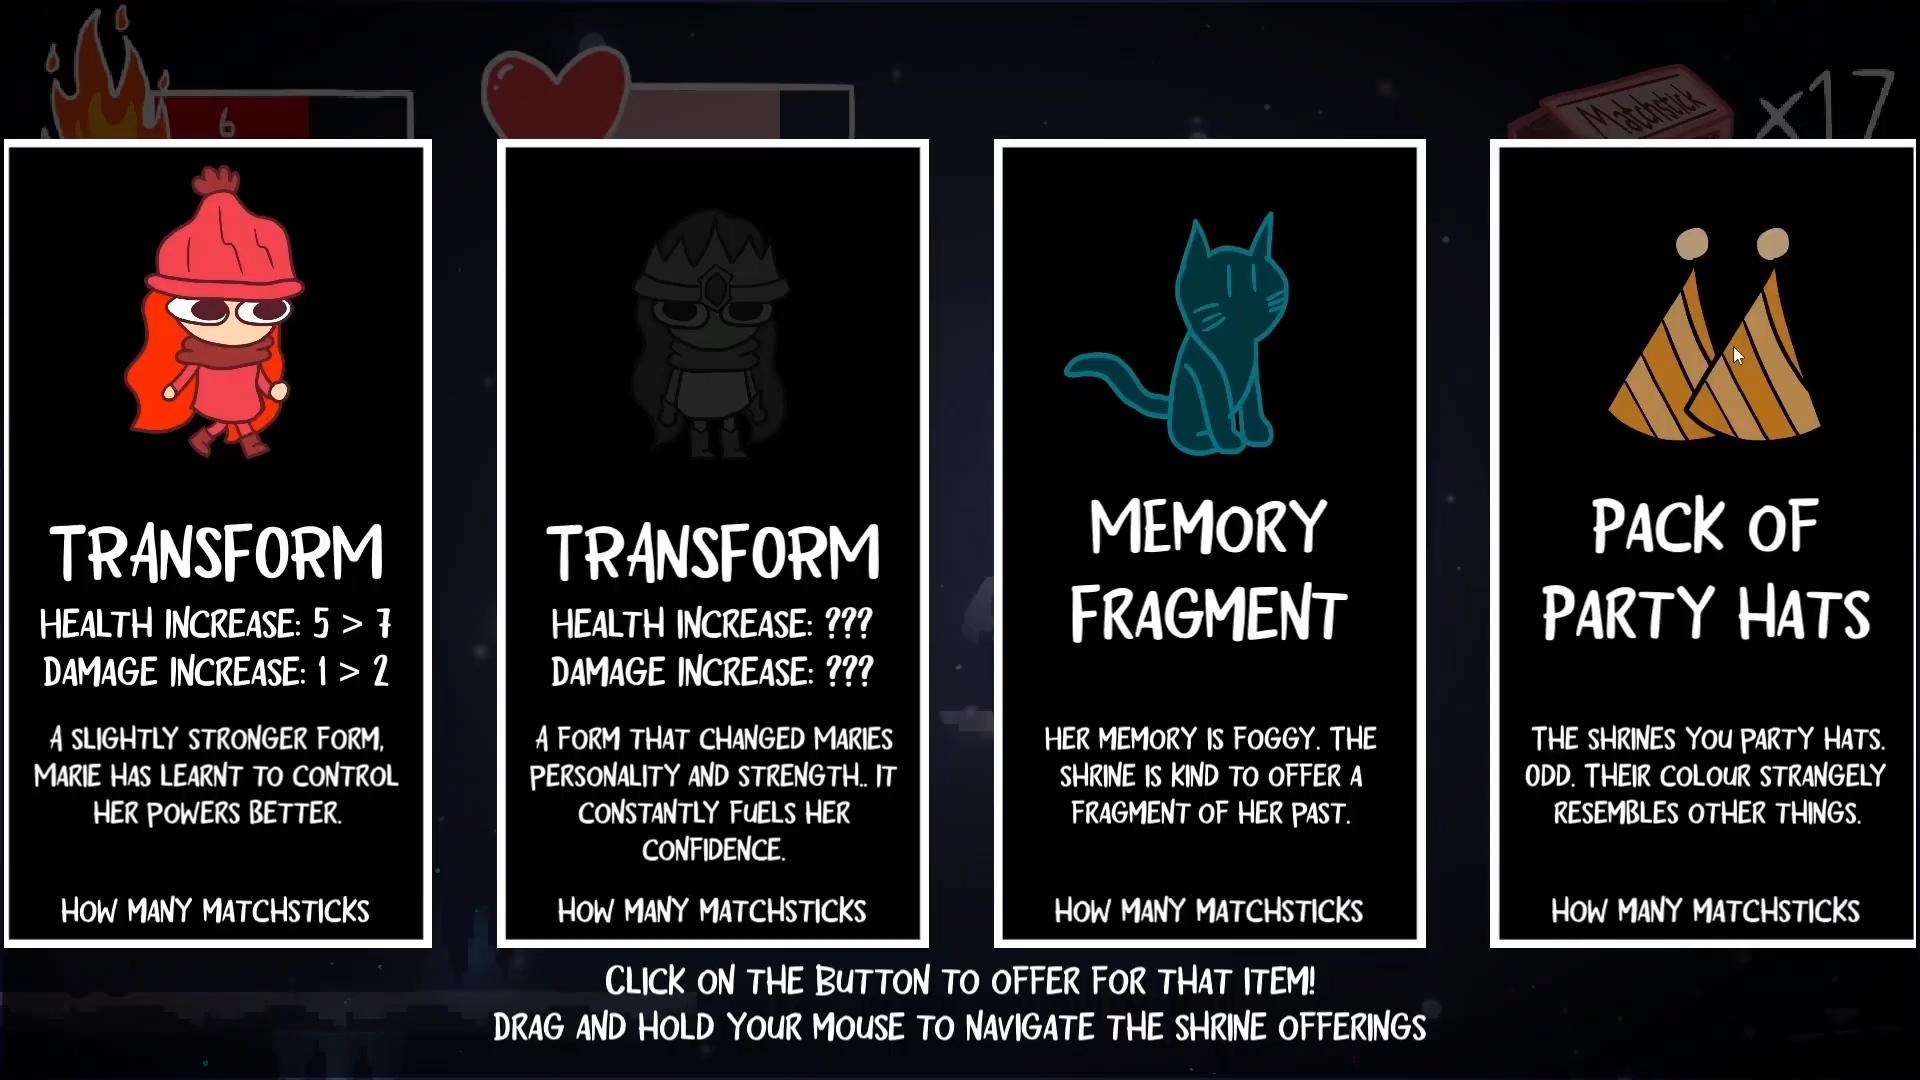 6
Matchstick
x17
TRANSFORM
HEALTH INCREASE: 5 > 7
DAMAGE INCREASE: 1 > 2
A SLIGHTLY STRONGER FORM,
MARIE HAS LEARNT TO CONTROL
HER POWERS BETTER.
HOW MANY MATCHSTICKS
TRANSFORM
HEALTH INCREASE: ???
DAMAGE INCREASE: ???
A FORM THAT CHANGED MARIES
PERSONALITY AND STRENGTH.. IT
CONSTANTLY FUELS HER
CONFIDENCE.
HOW MANY MATCHSTICKS
MEMORY
FRAGMENT
HER MEMORY IS FOGGY. THE
SHRINE IS KIND TO OFFER A
FRAGMENT OF HER PAST.
HOW MANY MATCHSTICKS
PACK OF
PARTY HATS
THE SHRINES YOU PARTY HATS.
ODD. THEIR COLOUR STRANGELY
RESEMBLES OTHER THINGS.
HOW MANY MATCHSTICKS
CLICK ON THE BUTTON TO OFFER FOR THAT ITEM!
DRAG AND HOLD YOUR MOUSE TO NAVIGATE THE SHRINE OFFERINGS